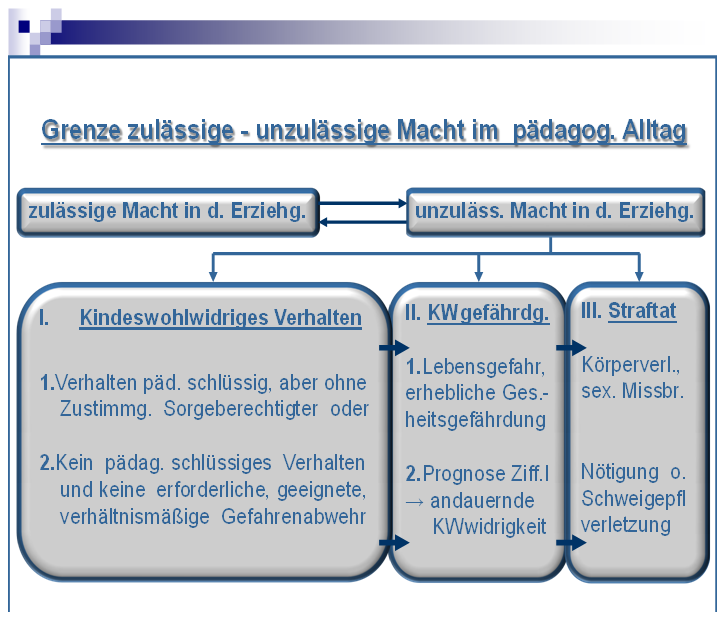 Grenze zulässige - unzulässige Macht im pädagog. Alltag
zulässige Macht in d. Erziehg.
unzuläss. Macht in d. Erziehg.
I. Kindeswohlwidriges Verhalten
1.Verhalten päd. schlüssig, aber ohne
Zustimmg. Sorgeberechtigter oder
2.Kein pädag. schlüssiges Verhalten
und keine erforderliche, geeignete,
verhältnismäßige Gefahrenabwehr
II. KWgefährdg.
1.Lebensgefahr,
erhebliche Ges.-
heitsgefährdung
2.Prognose Ziff.I
→ andauernde
KWwidrigkeit
III. Straftat
Körperverl.,
sex. Missbr.
Nötigung o.
Schweigepfl
verletzung